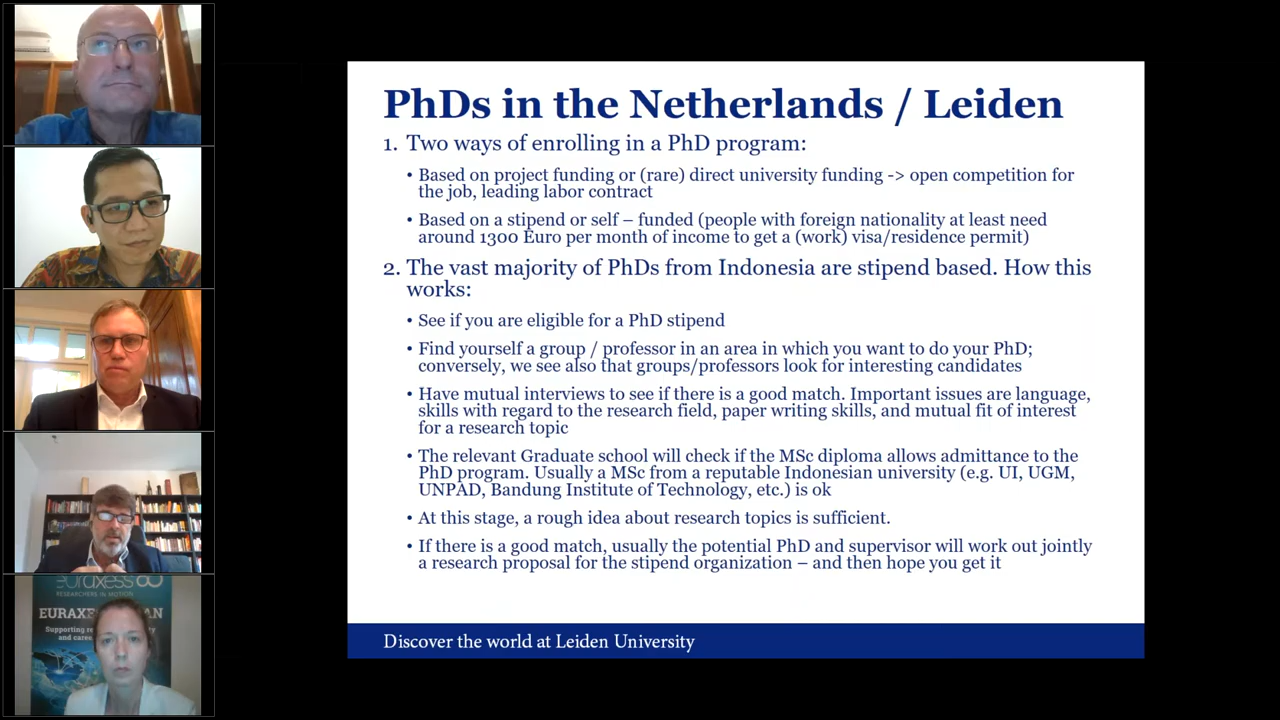 PhDs in the Netherlands / Leiden
1. Two ways of enrolling in a PhD program:
• Based on project funding or (rare) direct university funding -> open competition for
the job, leading labor contract
• Based on a stipend or self – funded (people with foreign nationality at least need
around 1300 Euro per month of income to get a (work) visa/residence permit)
2. The vast majority of PhDs from Indonesia are stipend based. How this
works:
• See if you are eligible for a PhD stipend
• Find yourself a group / professor in an area in which you want to do your PhD;
conversely, we see also that groups/professors look for interesting candidates
• Have mutual interviews to see if there is a good match. Important issues are language,
skills with regard to the research field, paper writing skills, and mutual fit of interest
for a research topic
• The relevant Graduate school will check if the MSc diploma allows admittance to the
PhD program. Usually a MSc from a reputable Indonesian university (e.g. UI, UGM,
UNPAD, Bandung Institute of Technology, etc.) is ok
• At this stage, a rough idea about research topics is sufficient.
• If there is a good match, usually the potential PhD and supervisor will work out jointly
a research proposal for the stipend organization – and then hope you get it
Discover the world at Leiden University
euraxess
RESEARCHERS IN MOTION
Supporting